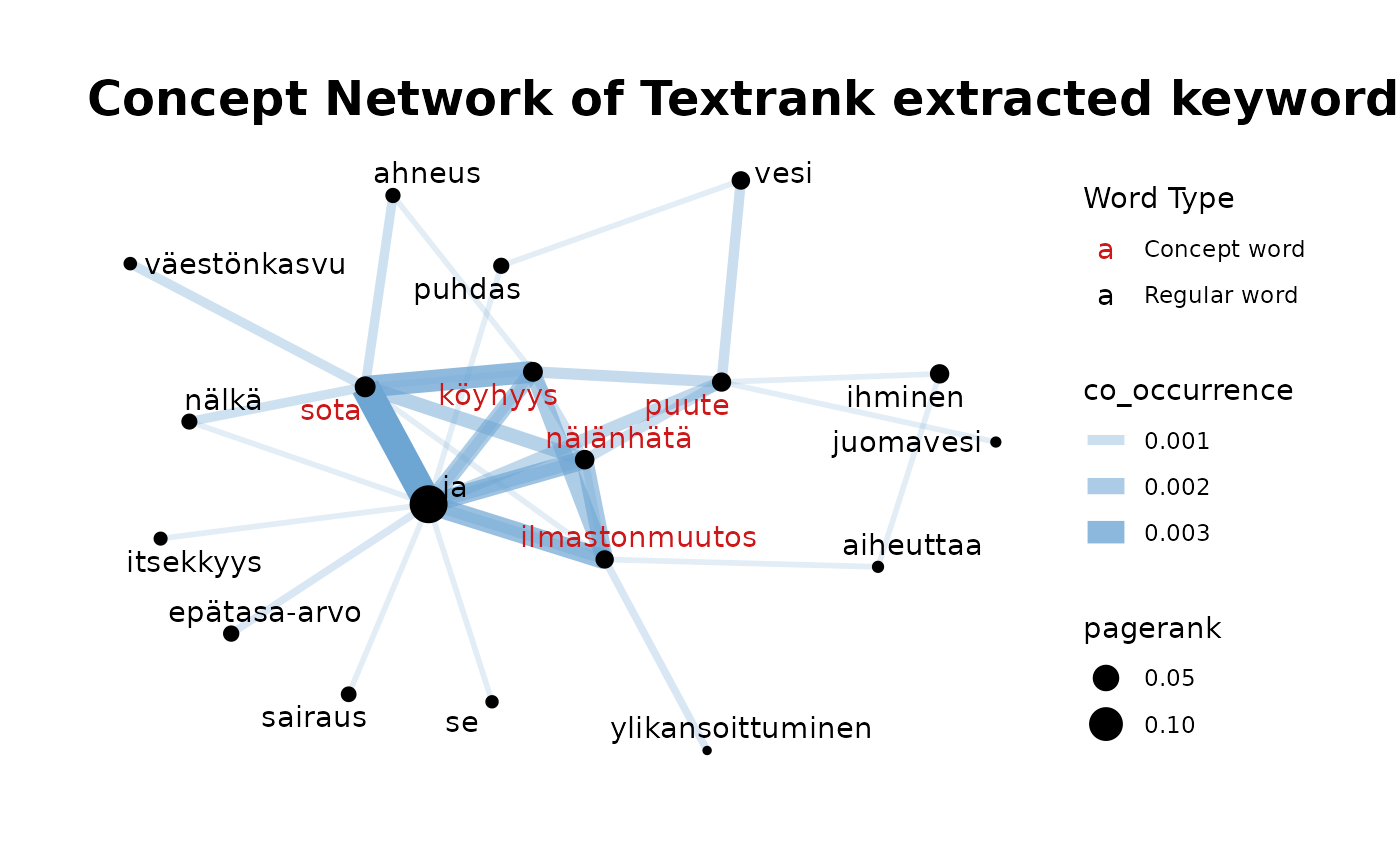 Concept Network of Textrank extracted keyword
ahneus
vesi
väestönkasvu
puhdas
nälkä
sota
köyhyys
puute
ihminen
nälänhätä
juomavesi
ja
ilmastonmuutos
aiheuttaa
itsekkyys
epätasa-arvo
sairaus
se
ylikansoittuminen
Word Type
a Concept word
a Regular word
co_occurrence
0.001
0.002
0.003
pagerank
0.05
0.10